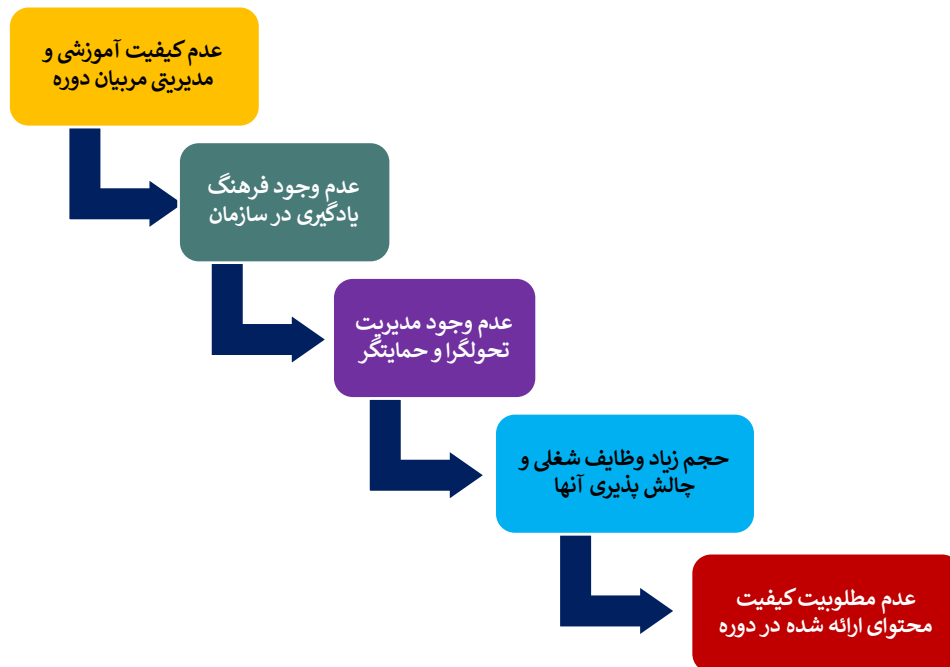 عدم کیفیت آموزشی و
مدیریتی مربیان دوره
عدم وجود فرهنگ
یادگیری در سازمان
عدم وجود مدیریت
تحولگرا و حمایتگر
حجم زیاد وظایف شغلی و
چالش پذیری آنها
عدم مطلوبیت کیفیت
محتوای ارائه شده در دوره